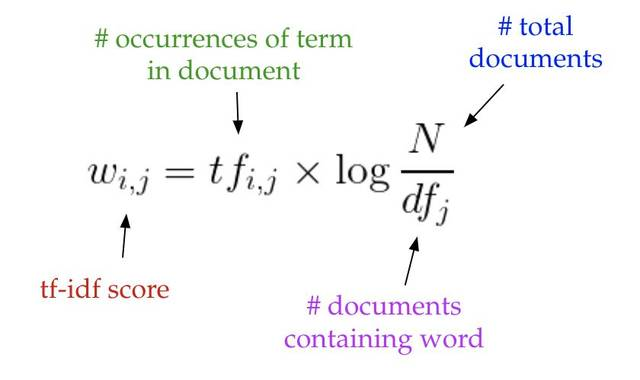 # occurrences of term
in document
# total
documents
w_{i,j} = tf_{i,j} × log N/df_j
tf-idf score
# documents
containing word